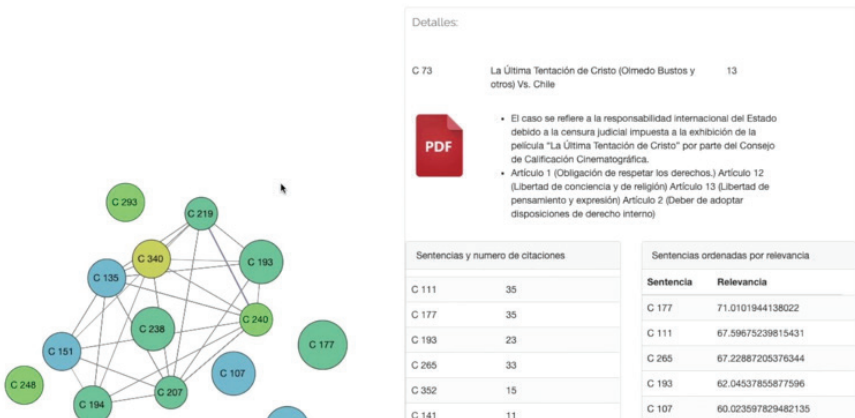 Detalles:
C 73 La Última Tentación de Cristo (Olmedo Bustos y 13
otros) Vs. Chile
PDF
• El caso se refiere a la responsabilidad internacional del Estado
debido a la censura judicial impuesta a la exhibición de la
película "La Última Tentación de Cristo" por parte del Consejo
de Calificación Cinematográfica.
• Artículo 1 (Obligación de respetar los derechos.) Artículo 12
(Libertad de conciencia y de religión) Artículo 13 (Libertad de
pensamiento y expresión) Artículo 2 (Deber de adoptar
disposiciones de derecho interno)
C 293
C 219
C 340
C 193
C 135
C 238
C 240
C 177
C 151
C 107
C 248
C 207
C 194
Sentencias y numero de citaciones
C 111 35
C 177 35
C 193 23
C 265 33
C 352 15
C 141 11
Sentencias ordenadas por relevancia
Sentencia Relevancia
C 177 71.0101944138022
C 111 67.59675239815431
C 265 67.22887205376344
C 193 62.04537855877596
C 107 60.023597829482135